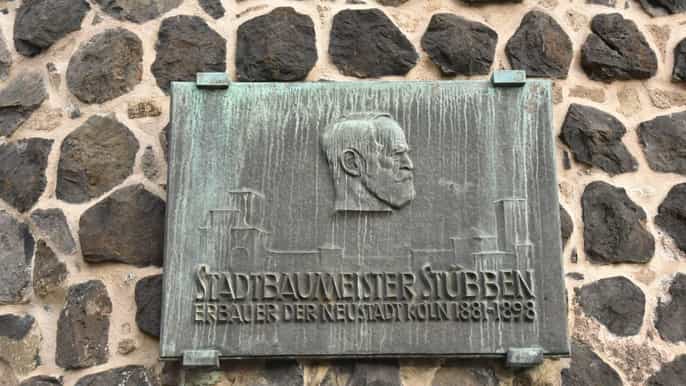 STADTBAUMEISTER STÜBBEN
ERBAUER DER NEUSTADT KÖLN 1881-1898